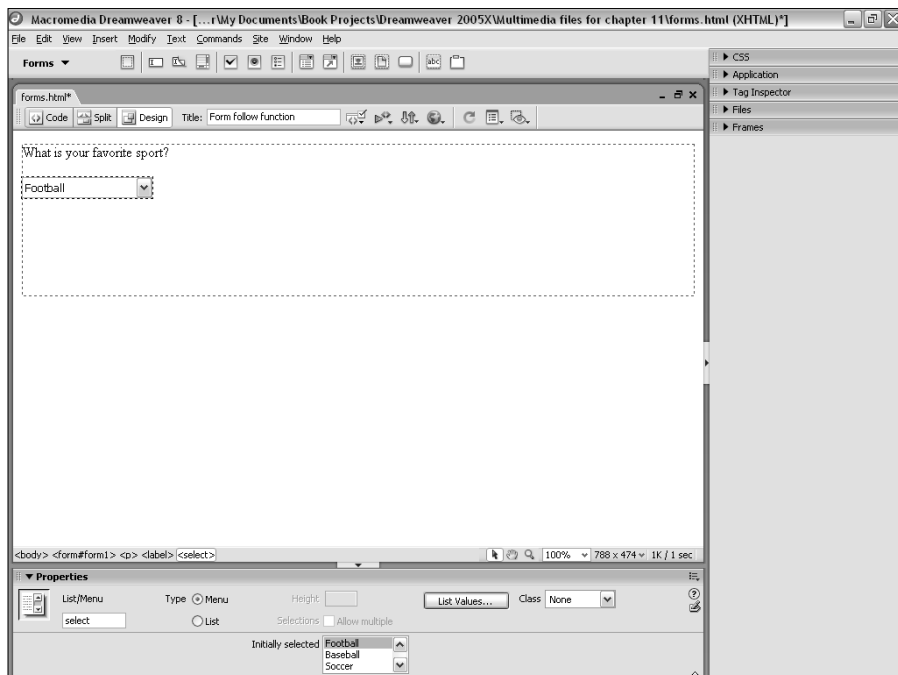 Macromedia Dreamweaver 8 - [...r\My Documents\Book Projects\Dreamweaver 2005X\Multimedia files for chapter 11\forms.html (XHTML)*]
File Edit View Insert Modify Text Commands Site Window Help
Forms
abc
CSS
Application
Tag Inspector
Files
Frames
forms.html*
Code Split Design Title: Form follow function
What is your favorite sport?
Football
<body> <form#form1> <p> <label> <select> 100% 788 x 474 1K / 1 sec
Properties
List/Menu Type Menu Height List Values... Class None
select List Selections Allow multiple
Initially selected Football
Baseball
Soccer